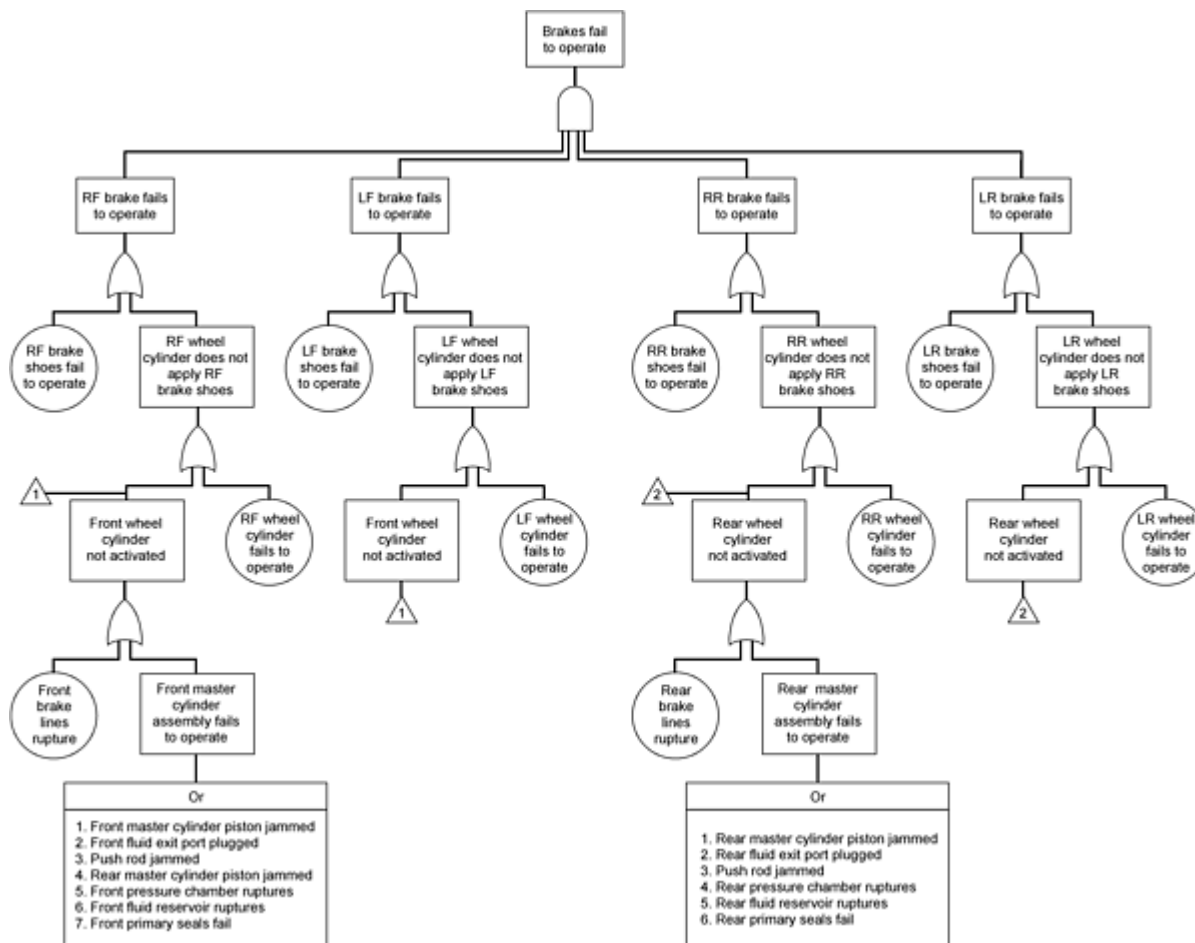 Brakes fail
to operate
RF brake fails
to operate
LF brake fails
to operate
RR brake fails
to operate
LR brake fails
to operate
RF brake
shoes fail
to operate
RF wheel
cylinder does not
apply RF
brake shoes
LF brake
shoes fail
to operate
LF wheel
cylinder does not
apply LF
brake shoes
RR brake
shoes fail
to operate
RR wheel
cylinder does not
apply RR
brake shoes
LR brake
shoes fail
to operate
LR wheel
cylinder does not
apply LR
brake shoes
1
Front wheel
cylinder
not activated
RF wheel
cylinder
fails to
operate
Front wheel
cylinder
not activated
LF wheel
cylinder
fails to
operate
2
Rear wheel
cylinder
not activated
RR wheel
cylinder
fails to
operate
Rear wheel
cylinder
not activated
LR wheel
cylinder
fails to
operate
1
2
Front
brake
lines
rupture
Front master
cylinder
assembly fails
to operate
Rear
brake
lines
rupture
Rear master
cylinder
assembly fails
to operate
Or
1. Front master cylinder piston jammed
2. Front fluid exit port plugged
3. Push rod jammed
4. Rear master cylinder piston jammed
5. Front pressure chamber ruptures
6. Front fluid reservoir ruptures
7. Front primary seals fail
Or
1. Rear master cylinder piston jammed
2. Rear fluid exit port plugged
3. Push rod jammed
4. Rear pressure chamber ruptures
5. Rear fluid reservoir ruptures
6. Rear primary seals fail